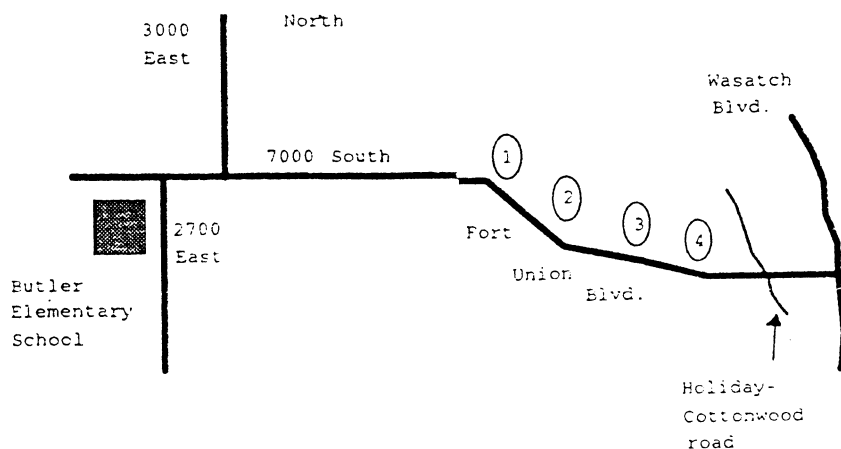 3000
East
North
Wasatch
Blvd.
7000 South
1
2
3
4
2700
East
Fort
Union
Blvd.
Butler
Elementary
School
Holiday-
Cottonwood
road